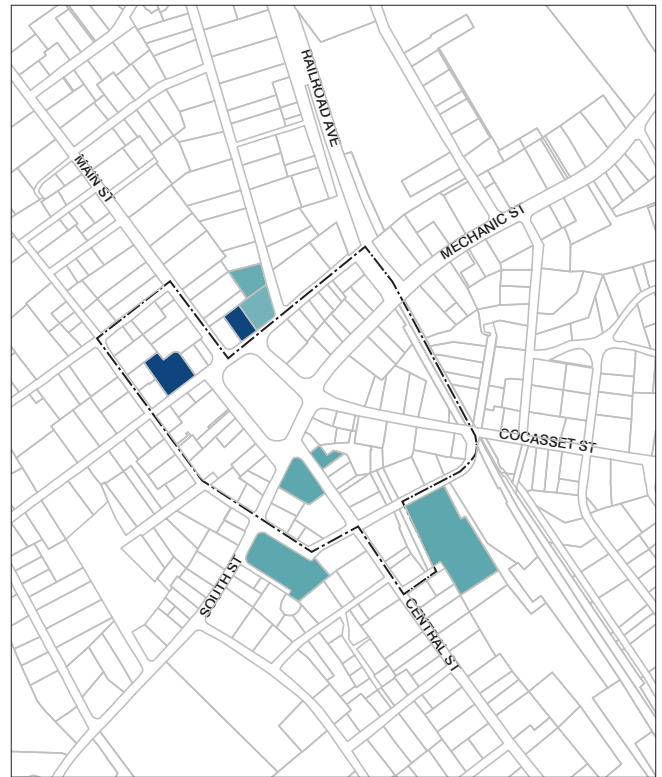 RAILROAD AVE
MAIN ST
MECHANIC ST
COCASSET ST
SOUTH ST
CENTRAL ST